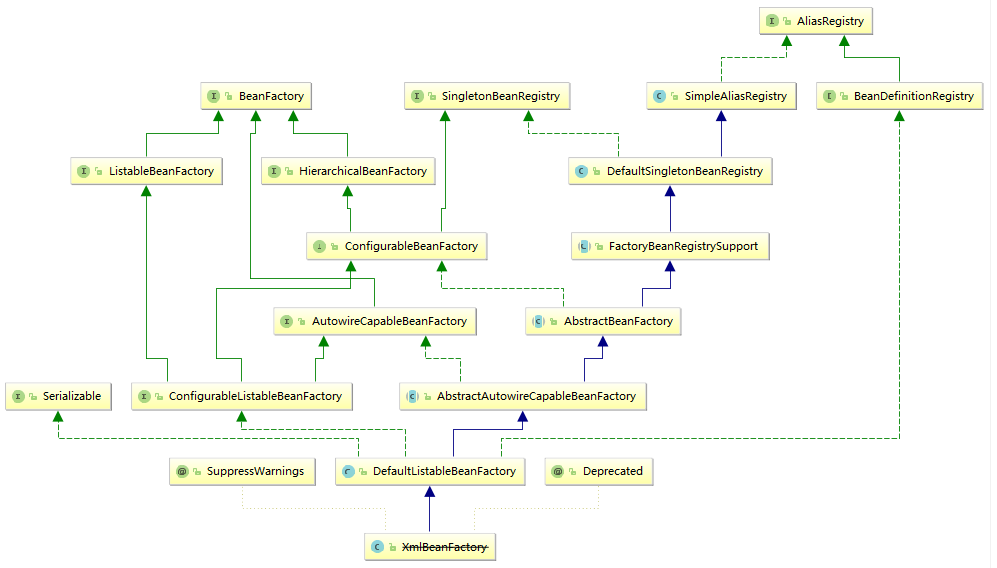 AliasRegistry
BeanFactory
SingletonBeanRegistry
SimpleAliasRegistry
BeanDefinitionRegistry
ListableBeanFactory
HierarchicalBeanFactory
DefaultSingletonBeanRegistry
ConfigurableBeanFactory
FactoryBeanRegistrySupport
AutowireCapableBeanFactory
AbstractBeanFactory
Serializable
ConfigurableListableBeanFactory
AbstractAutowireCapableBeanFactory
SuppressWarnings
DefaultListableBeanFactory
Deprecated
XmlBeanFactory